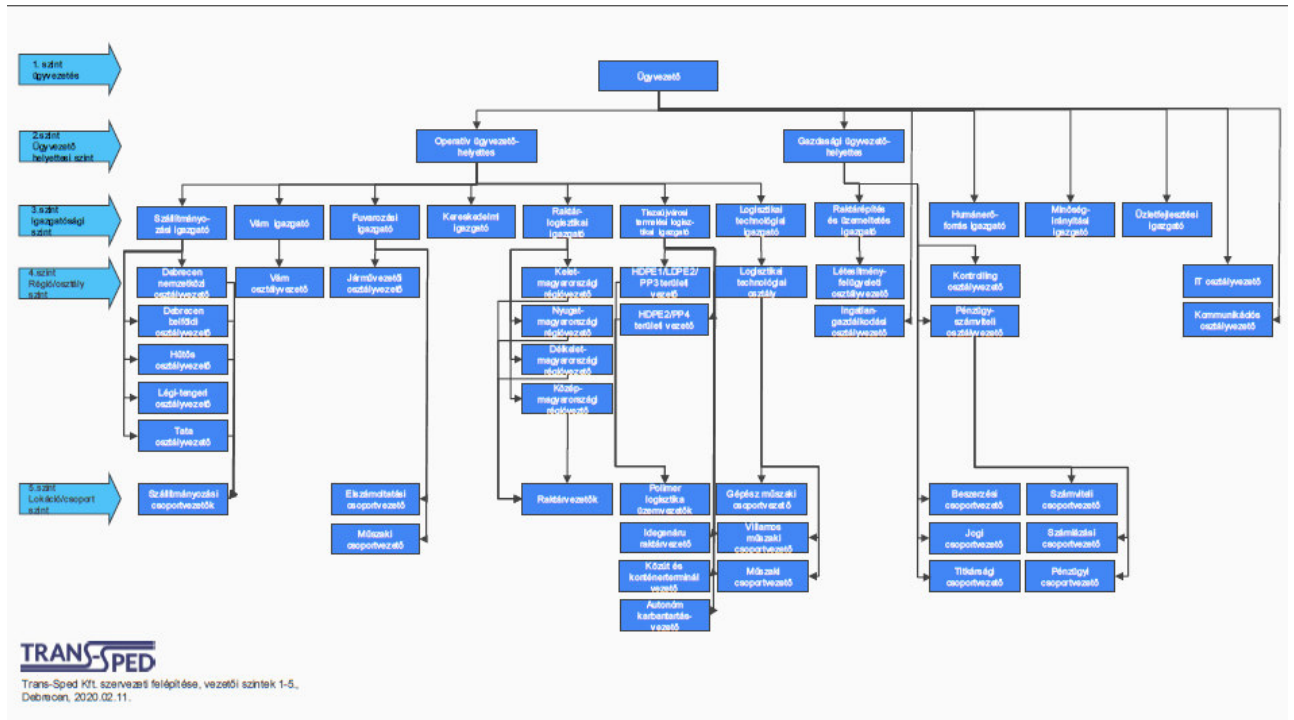 1. szint
ügyvezetés
Ügyvezető
2.szint
Ügyvezető
helyettesi szint
Operatív ügyvezető-
helyettes
Gazdasági ügyvezető-
helyettes
3.szint
Igazgatósági
szint
Szállítmányo-
zási igazgató
Vám igazgató
Fuvarozási
igazgató
Kereskedelmi
igazgató
Raktár-
logisztikai
igazgató
Tiszaújvárosi
termelési logisz-
tikai igazgató
Logisztikai
technológiai
igazgató
Raktárépítés
és üzemeltetés
igazgató
Humánerő-
forrás igazgató
Minőség-
irányítási
igazgató
Üzletfejlesztési
igazgató
4.szint
Régió/osztály
szint
Debrecen
nemzetközi
osztályvezető
Vám
osztályvezető
Járművezetői
osztályvezető
Kelet-
magyarországi
régióvezető
HDPE1/LDPE2/
PP3 területi
vezető
Logisztikai
technológiai
osztály
Létesítmény-
felügyeleti
osztályvezető
Kontrolling
osztályvezető
IT osztályvezető
Debrecen
belföldi
osztályvezető
Nyugat-
magyarországi
régióvezető
HDPE2/PP4
területi vezető
Ingatlan-
gazdálkodási
osztályvezető
Pénzügy-
számviteli
osztályvezető
Kommunikációs
osztályvezető
Hűtős
osztályvezető
Délkelet-
magyarországi
régióvezető
Légi-tengeri
osztályvezető
Közép-
magyarországi
régióveztő
Tata
osztályvezető
5.szint
Lokáció/csoport
szint
Szállítmányozási
csoportvezetők
Elszámoltatási
csoportvezető
Raktárvezetők
Polimer
logisztika
üzemvezetők
Gépész műszaki
csoportvezető
Beszerzési
csoportvezető
Számviteli
csoportvezető
Műszaki
csoportvezető
Idegenáru
raktárvezető
Villamos
műszaki
csoportvezető
Jogi
csoportvezető
Számlázási
csoportvezető
Közút és
konténerterminál
vezető
Műszaki
csoportvezető
Titkársági
csoportvezető
Pénzügyi
csoportvezető
Autonóm
karbantartás-
vezető
TRANS-SPED
Trans-Sped Kft. szervezeti felépítése, vezetői szintek 1-5.,
Debrecen, 2020.02.11.